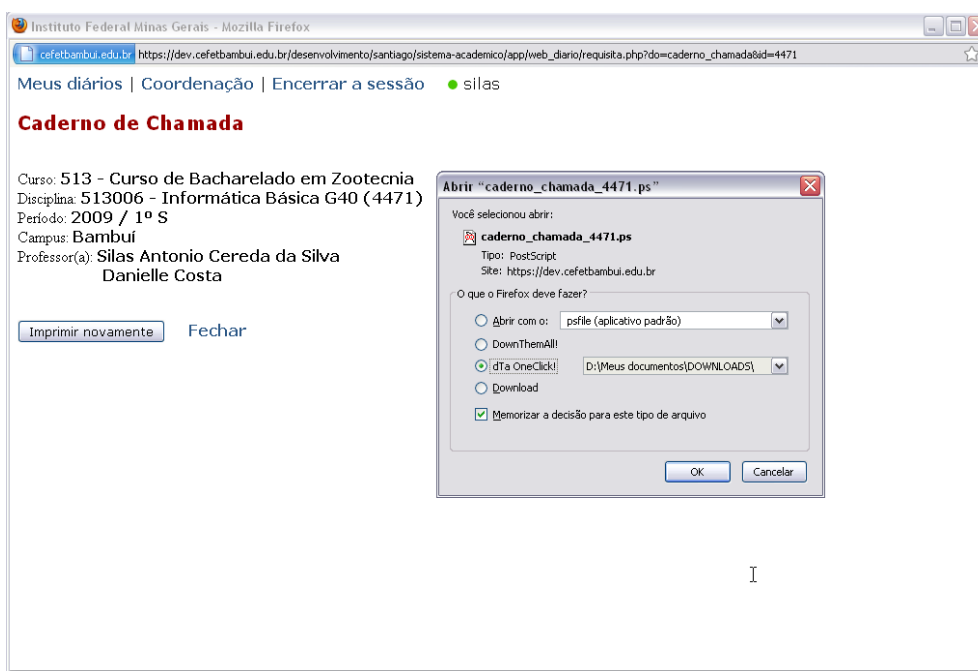 Instituto Federal Minas Gerais - Mozilla Firefox
cefetbambui.edu.br https://dev.cefetbambui.edu.br/desenvolvimento/santiago/sistema-academico/app/web_diario/requisita.php?do=caderno_chamada&id=4471
Meus diários | Coordenação | Encerrar a sessão silas
Caderno de Chamada
Curso: 513 - Curso de Bacharelado em Zootecnia
Disciplina: 513006 - Informática Básica G40 (4471)
Período: 2009 / 1º S
Campus: Bambuí
Professor(a): Silas Antonio Cereda da Silva
Danielle Costa
Imprimir novamente Fechar
Abrir "caderno_chamada_4471.ps"
Você selecionou abrir:
caderno_chamada_4471.ps
Tipo: PostScript
Site: https://dev.cefetbambui.edu.br
O que o Firefox deve fazer?
Abrir com o: psfile (aplicativo padrão)
DownThemAll!
dTa OneClick! D:\Meus documentos\DOWNLOADS\
Download
Memorizar a decisão para este tipo de arquivo
OK Cancelar